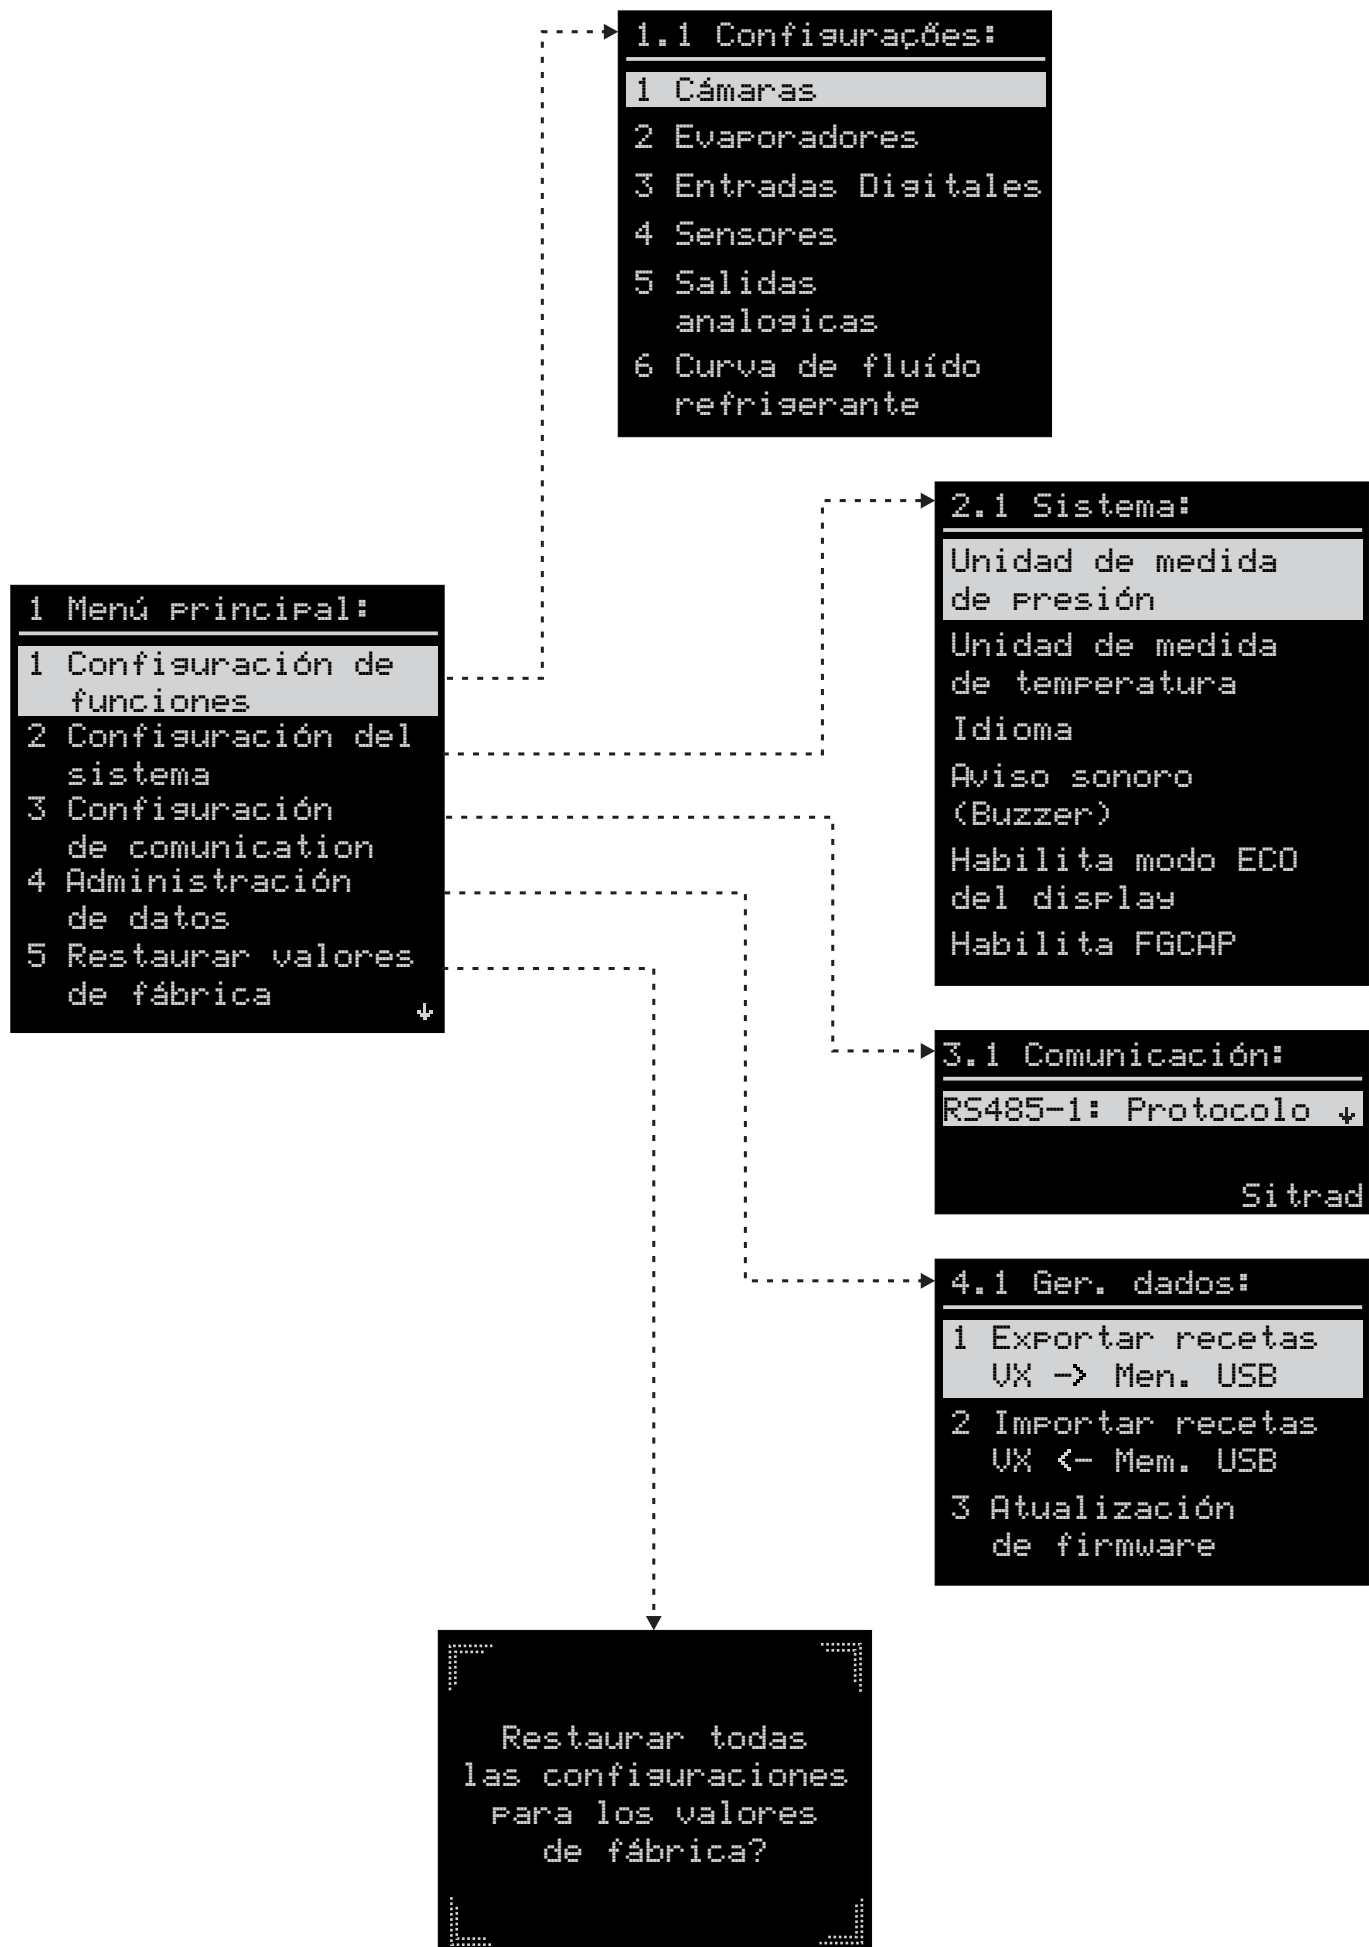 1.1 Configurações:
1 Cámaras
2 Evaporadores
3 Entradas Digitales
4 Sensores
5 Salidas
analogicas
6 Curva de fluído
refrigerante
2.1 Sistema:
Unidad de medida
de presión
Unidad de medida
de temperatura
Idioma
Aviso sonoro
(Buzzer)
Habilita modo ECO
del display
Habilita FGCAP
1 Menú principal:
1 Configuración de
funciones
2 Configuración del
sistema
3 Configuración
de comunication
4 Administración
de datos
5 Restaurar valores
de fábrica
↓
3.1 Comunicación:
RS485-1: Protocolo ↓
Sitrad
4.1 Ger. dados:
1 Exportar recetas
VX -> Men. USB
2 Importar recetas
VX <- Mem. USB
3 Atualización
de firmware
Restaurar todas
las configuraciones
para los valores
de fábrica?